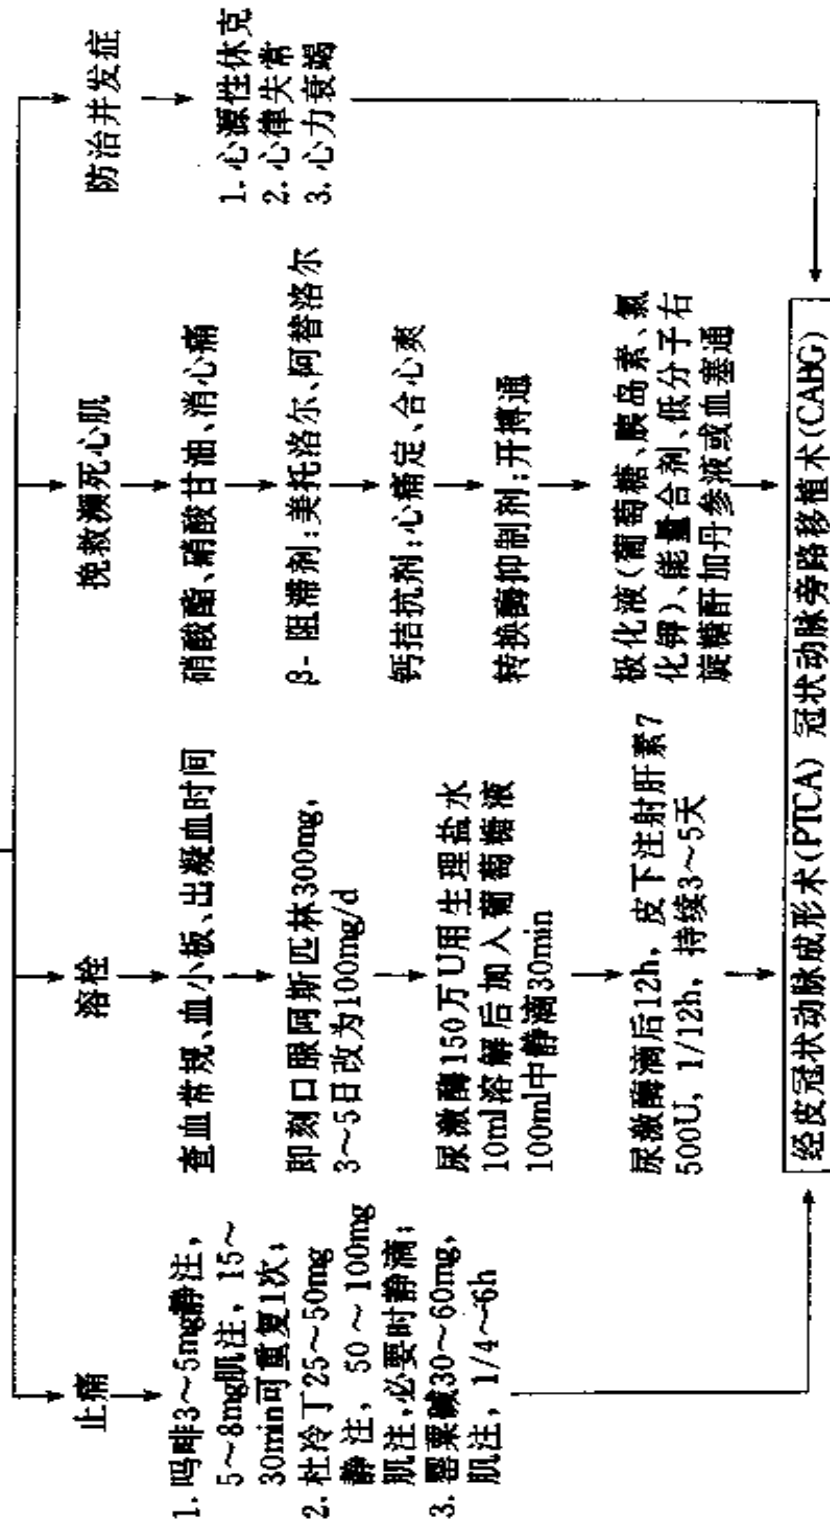 止痛
1. 吗啡3～5mg静注，
5～8mg肌注，15～
30min可重复1次；
2. 杜冷丁25～50mg
静注，50～100mg
肌注，必要时静滴；
3. 罂粟碱30～60mg，
肌注，1/4～6h
溶栓
查血常规、血小板、出凝血时间
即刻口服阿斯匹林300mg，
3～5日改为100mg/d
尿激酶150万U用生理盐水
10ml溶解后加入葡萄糖液
100ml中静滴30min
尿激酶滴后12h，皮下注射肝素7
500U，1/12h，持续3～5天
挽救濒死心肌
硝酸酯、硝酸甘油、消心痛
β-阻滞剂：美托洛尔、阿替洛尔
钙拮抗剂：心痛定、合心爽
转换酶抑制剂：开搏通
极化液（葡萄糖、胰岛素、氯
化钾）、能量合剂、低分子右
旋糖酐加丹参液或血塞通
防治并发症
1. 心源性休克
2. 心律失常
3. 心力衰竭
经皮冠状动脉成形术(PTCA) 冠状动脉旁路移植术(CABG)